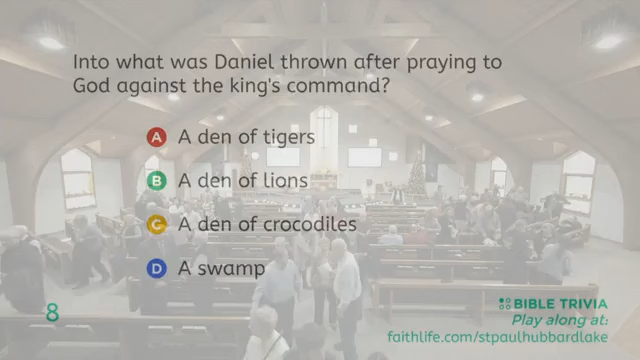 Into what was Daniel thrown after praying to
God against the king's command?
A A den of tigers
B A den of lions
C A den of crocodiles
D A swamp
8
BIBLE TRIVIA
Play along at:
faithlife.com/stpaulhubbardlake